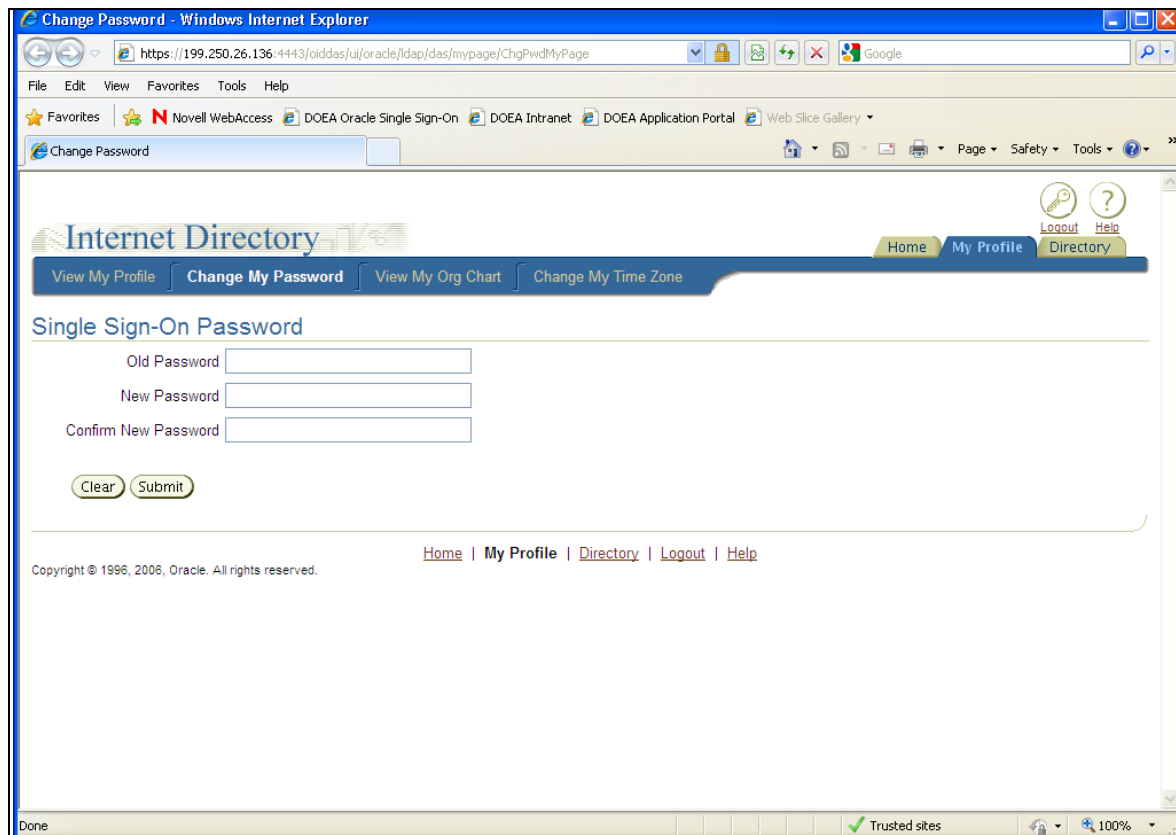 Change Password - Windows Internet Explorer
https://199.250.26.136:4443/oiddas/ui/oracle/ldap/das/mypage/ChgPwdMyPage
Google
File Edit View Favorites Tools Help
Favorites Novell WebAccess DOEA Oracle Single Sign-On DOEA Intranet DOEA Application Portal Web Slice Gallery
Change Password
Page Safety Tools
Internet Directory
Logout Help
Home My Profile Directory
View My Profile Change My Password View My Org Chart Change My Time Zone
Single Sign-On Password
Old Password
New Password
Confirm New Password
Clear Submit
Home | My Profile | Directory | Logout | Help
Copyright © 1996, 2006, Oracle. All rights reserved.
Done Trusted sites 100%